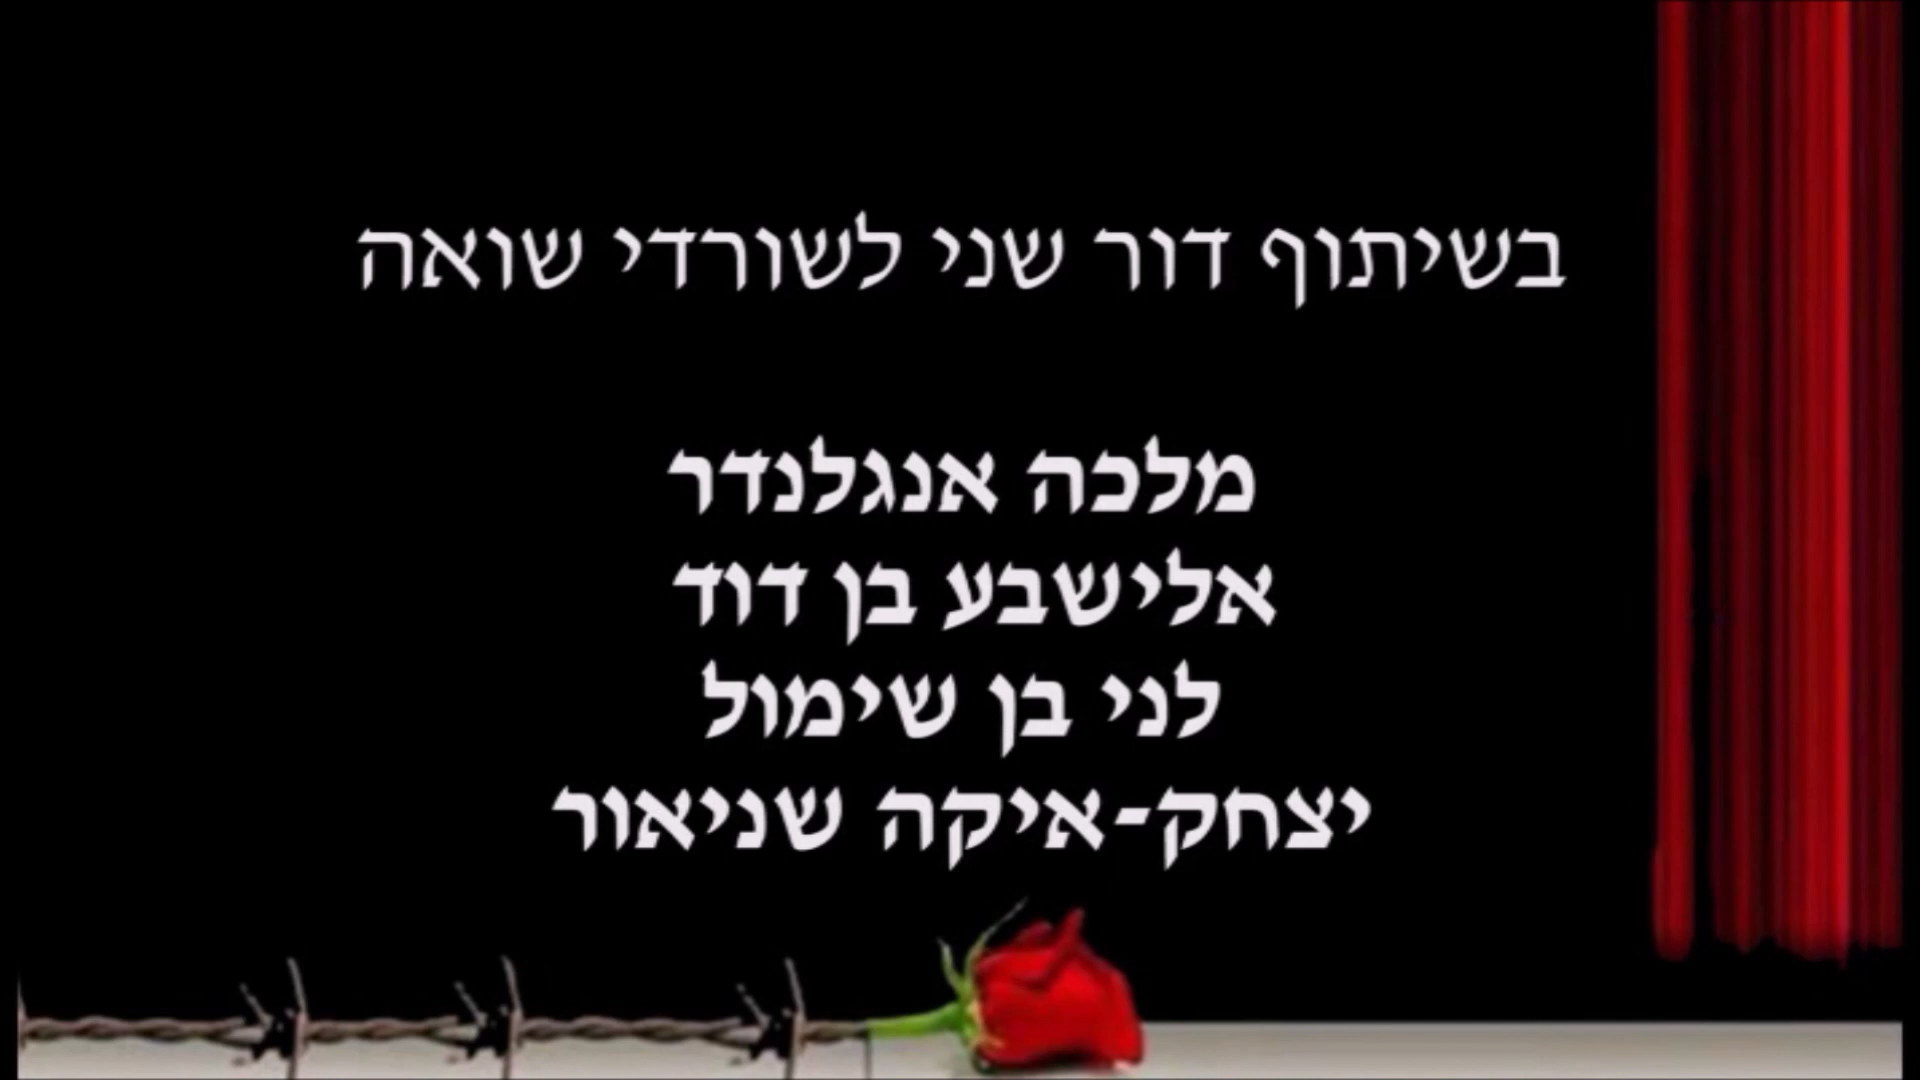 בשיתוף דור שני לשורדי שואה
מלכה אנגלנדר
אלישבע בן דוד
לני בן שימול
יצחק-איקה שניאור